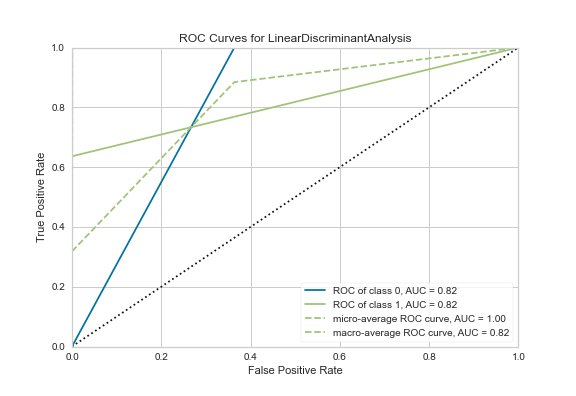 ROC Curves for LinearDiscriminantAnalysis
1.0
0.8
0.6
0.4
0.2
0.0
True Positive Rate
ROC of class 0, AUC = 0.82
ROC of class 1, AUC = 0.82
micro-average ROC curve, AUC = 1.00
macro-average ROC curve, AUC = 0.82
0.0 0.2 0.4 0.6 0.8 1.0
False Positive Rate